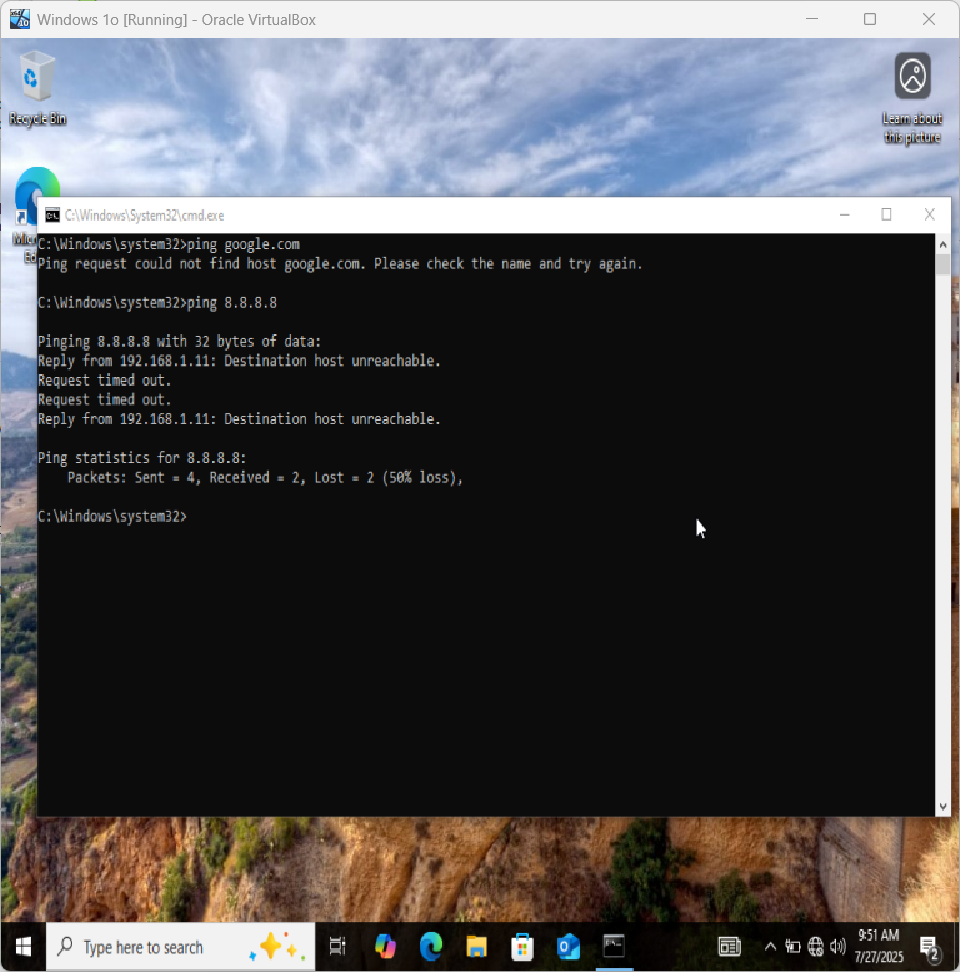 Windows 1o [Running] - Oracle VirtualBox
Recycle Bin
Learn about
this picture
C:\Windows\System32\cmd.exe
C:\Windows\system32>ping google.com
Ping request could not find host google.com. Please check the name and try again.
C:\Windows\system32>ping 8.8.8.8
Pinging 8.8.8.8 with 32 bytes of data:
Reply from 192.168.1.11: Destination host unreachable.
Request timed out.
Request timed out.
Reply from 192.168.1.11: Destination host unreachable.
Ping statistics for 8.8.8.8:
Packets: Sent = 4, Received = 2, Lost = 2 (50% loss),
C:\Windows\system32>
Type here to search
9:51 AM
7/27/2025
2